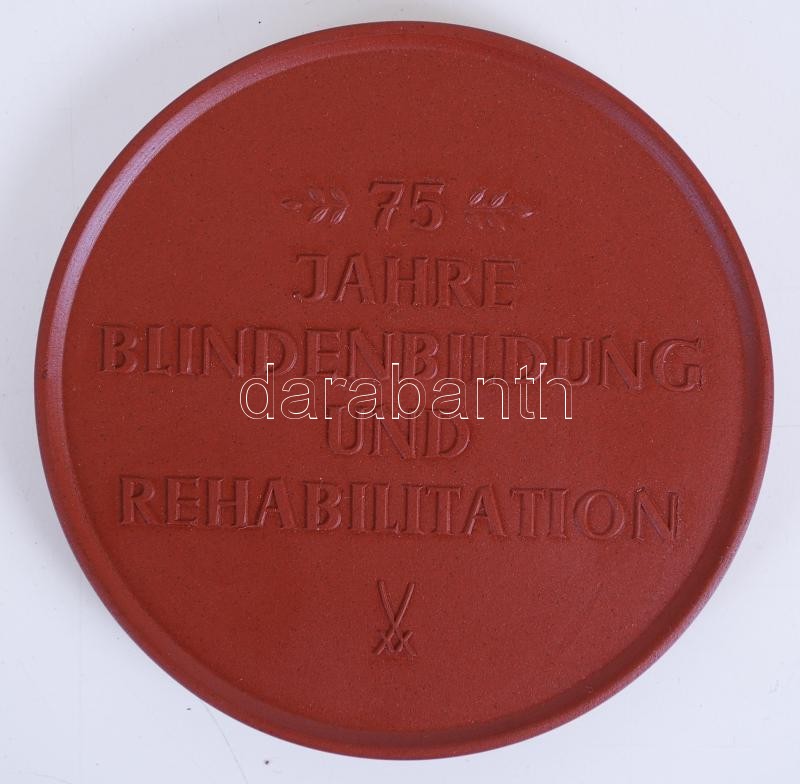 75
JAHRE
BLINDENBILDUNG
darabanth
UND
REHABILITATION